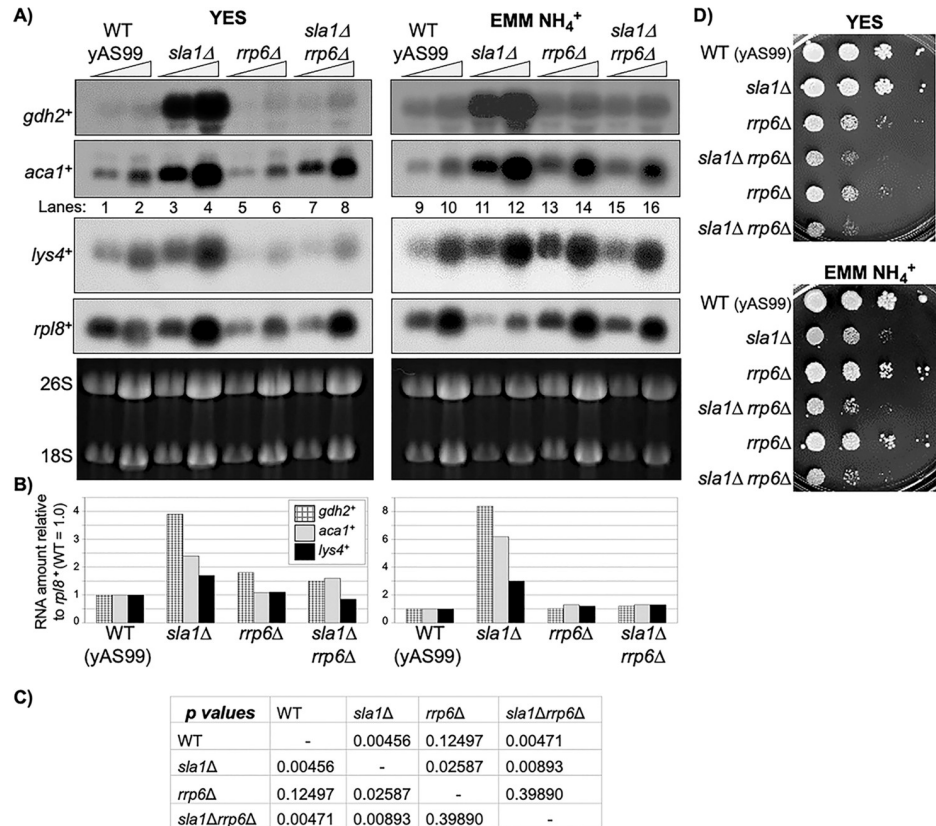 A)
YES
EMM NH₄⁺
WT
yAS99
sla1Δ
rrp6Δ
sla1Δ
rrp6Δ
WT
yAS99
sla1Δ
rrp6Δ
sla1Δ
rrp6Δ
gdh2⁺
aca1⁺
Lanes: 1 2 3 4 5 6 7 8 9 10 11 12 13 14 15 16
lys4⁺
rpl8⁺
26S
18S
B)
RNA amount relative
to rpl8⁺ (WT = 1.0)
4
3
2
1
0
gdh2⁺
aca1⁺
lys4⁺
WT
(yAS99)
sla1Δ
rrp6Δ
sla1Δ
rrp6Δ
8
6
4
2
0
WT
(yAS99)
sla1Δ
rrp6Δ
sla1Δ
rrp6Δ
C)
p values WT sla1Δ rrp6Δ sla1Δrrp6Δ
WT - 0.00456 0.12497 0.00471
sla1Δ 0.00456 - 0.02587 0.00893
rrp6Δ 0.12497 0.02587 - 0.39890
sla1Δrrp6Δ 0.00471 0.00893 0.39890 -
D)
YES
WT (yAS99)
sla1Δ
rrp6Δ
sla1Δ rrp6Δ
rrp6Δ
sla1Δ rrp6Δ
EMM NH₄⁺
WT (yAS99)
sla1Δ
rrp6Δ
sla1Δ rrp6Δ
rrp6Δ
sla1Δ rrp6Δ